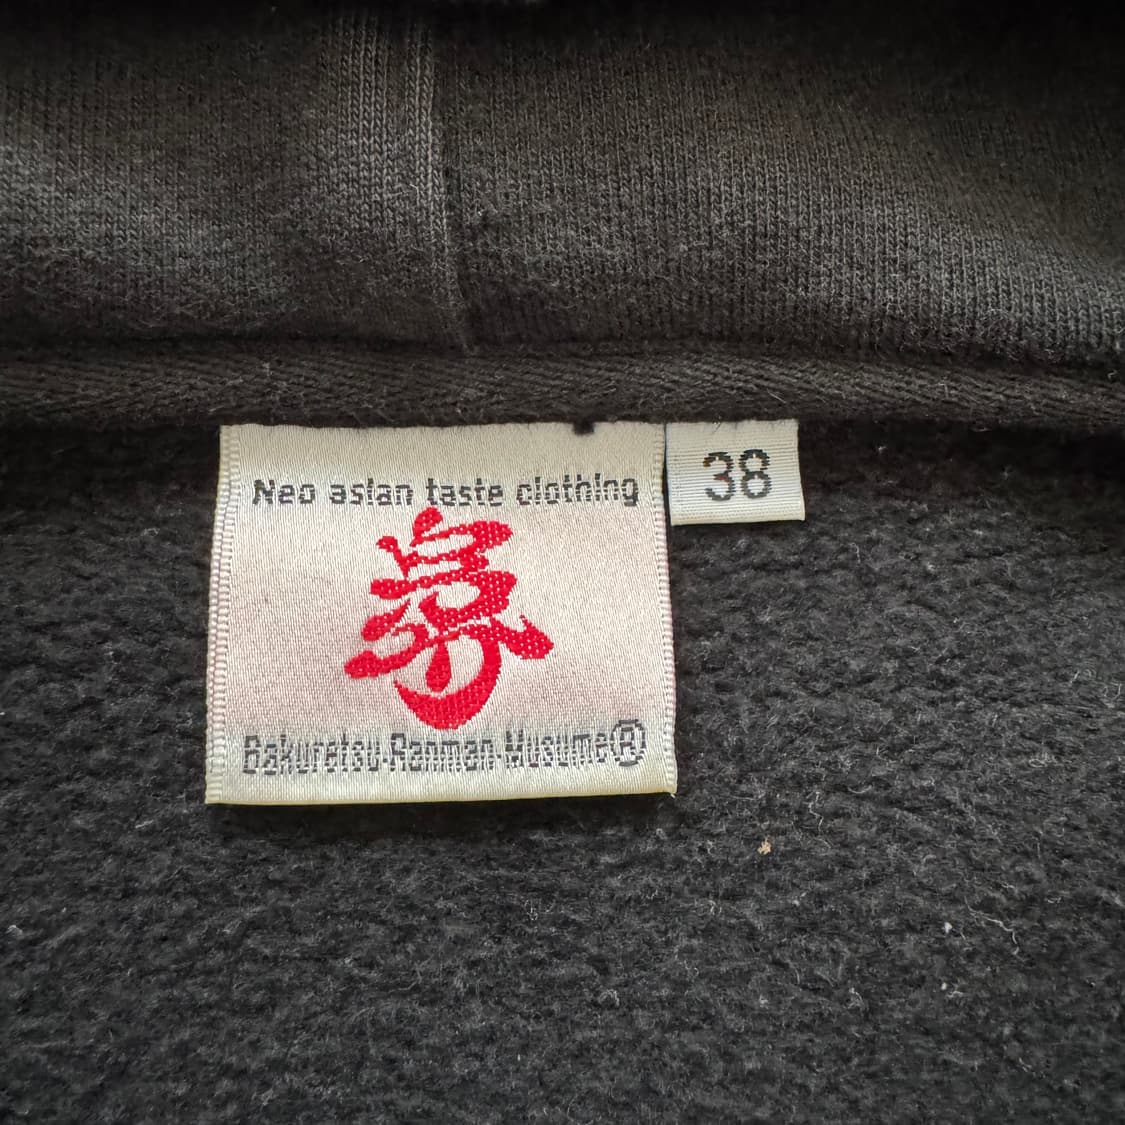 Neo asian taste clothing
38
Bakuretsu-Ranman-Musume®